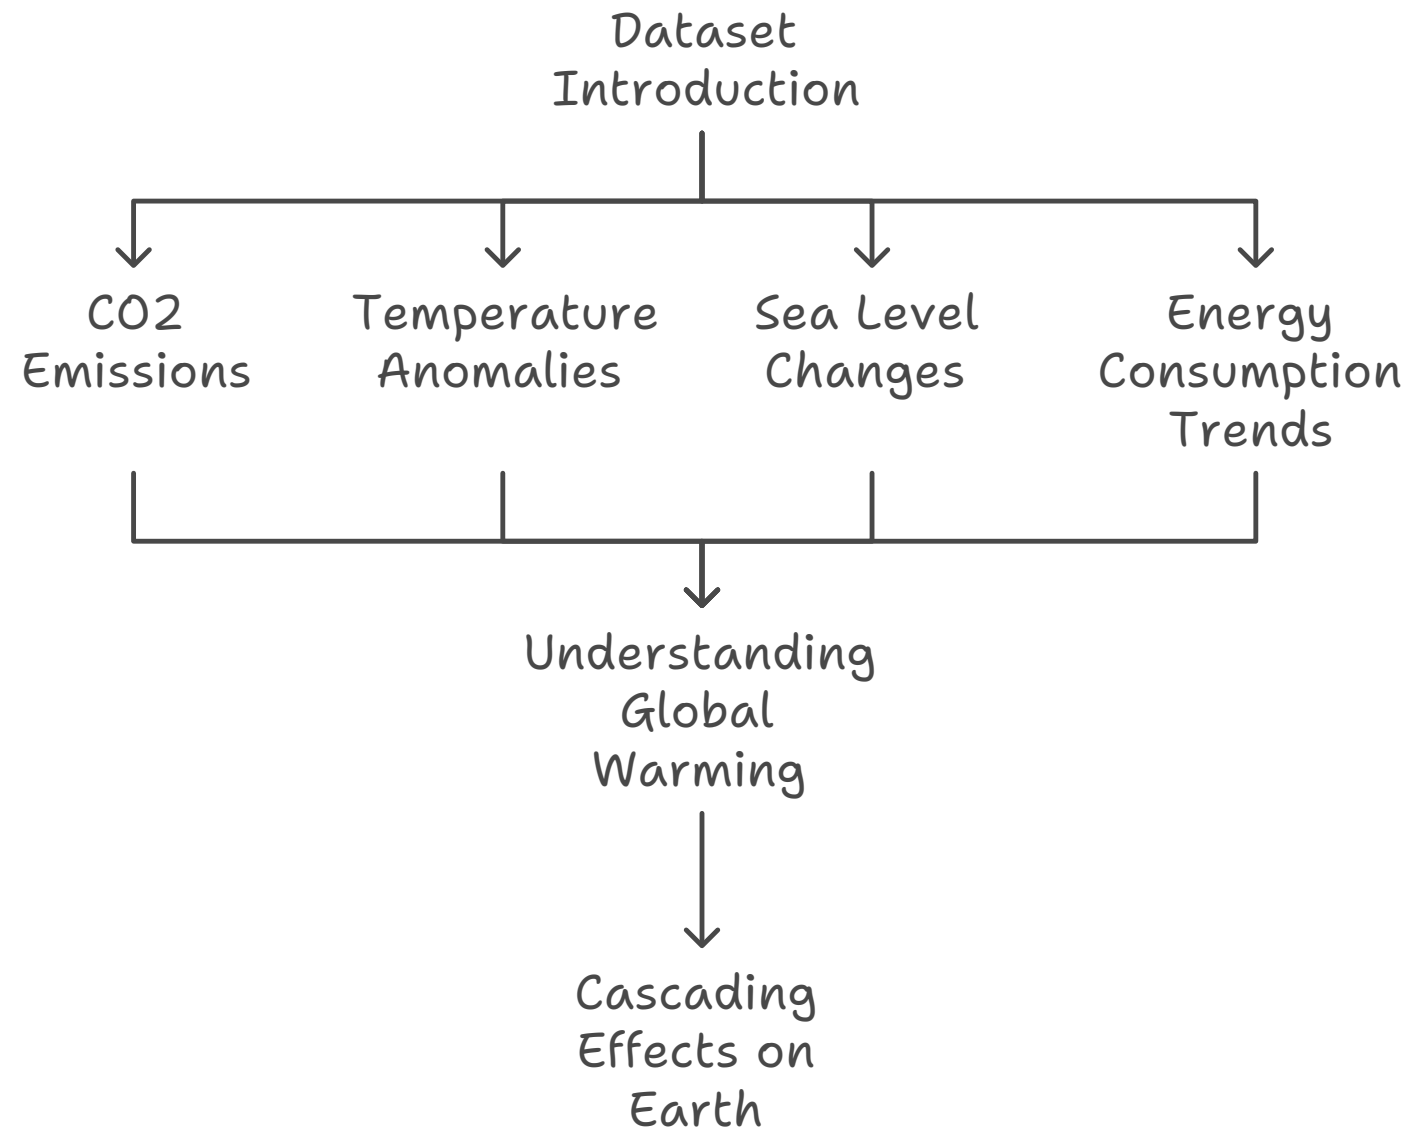 Dataset
Introduction
CO2
Emissions
Temperature
Anomalies
Sea Level
Changes
Energy
Consumption
Trends
Understanding
Global
Warming
Cascading
Effects on
Earth